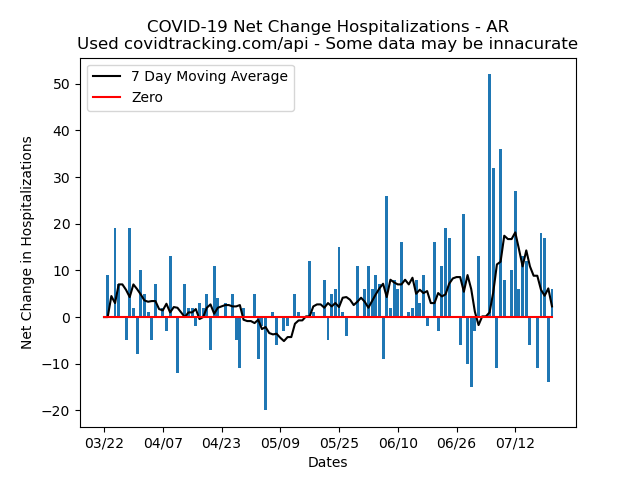 COVID-19 Net Change Hospitalizations - AR
Used covidtracking.com/api - Some data may be innacurate
7 Day Moving Average
Zero
Net Change in Hospitalizations
50
40
30
20
10
0
−10
−20
03/22 04/07 04/23 05/09 05/25 06/10 06/26 07/12
Dates